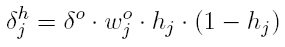 δ_j^h = δ^o · w_j^o · h_j · (1 − h_j)